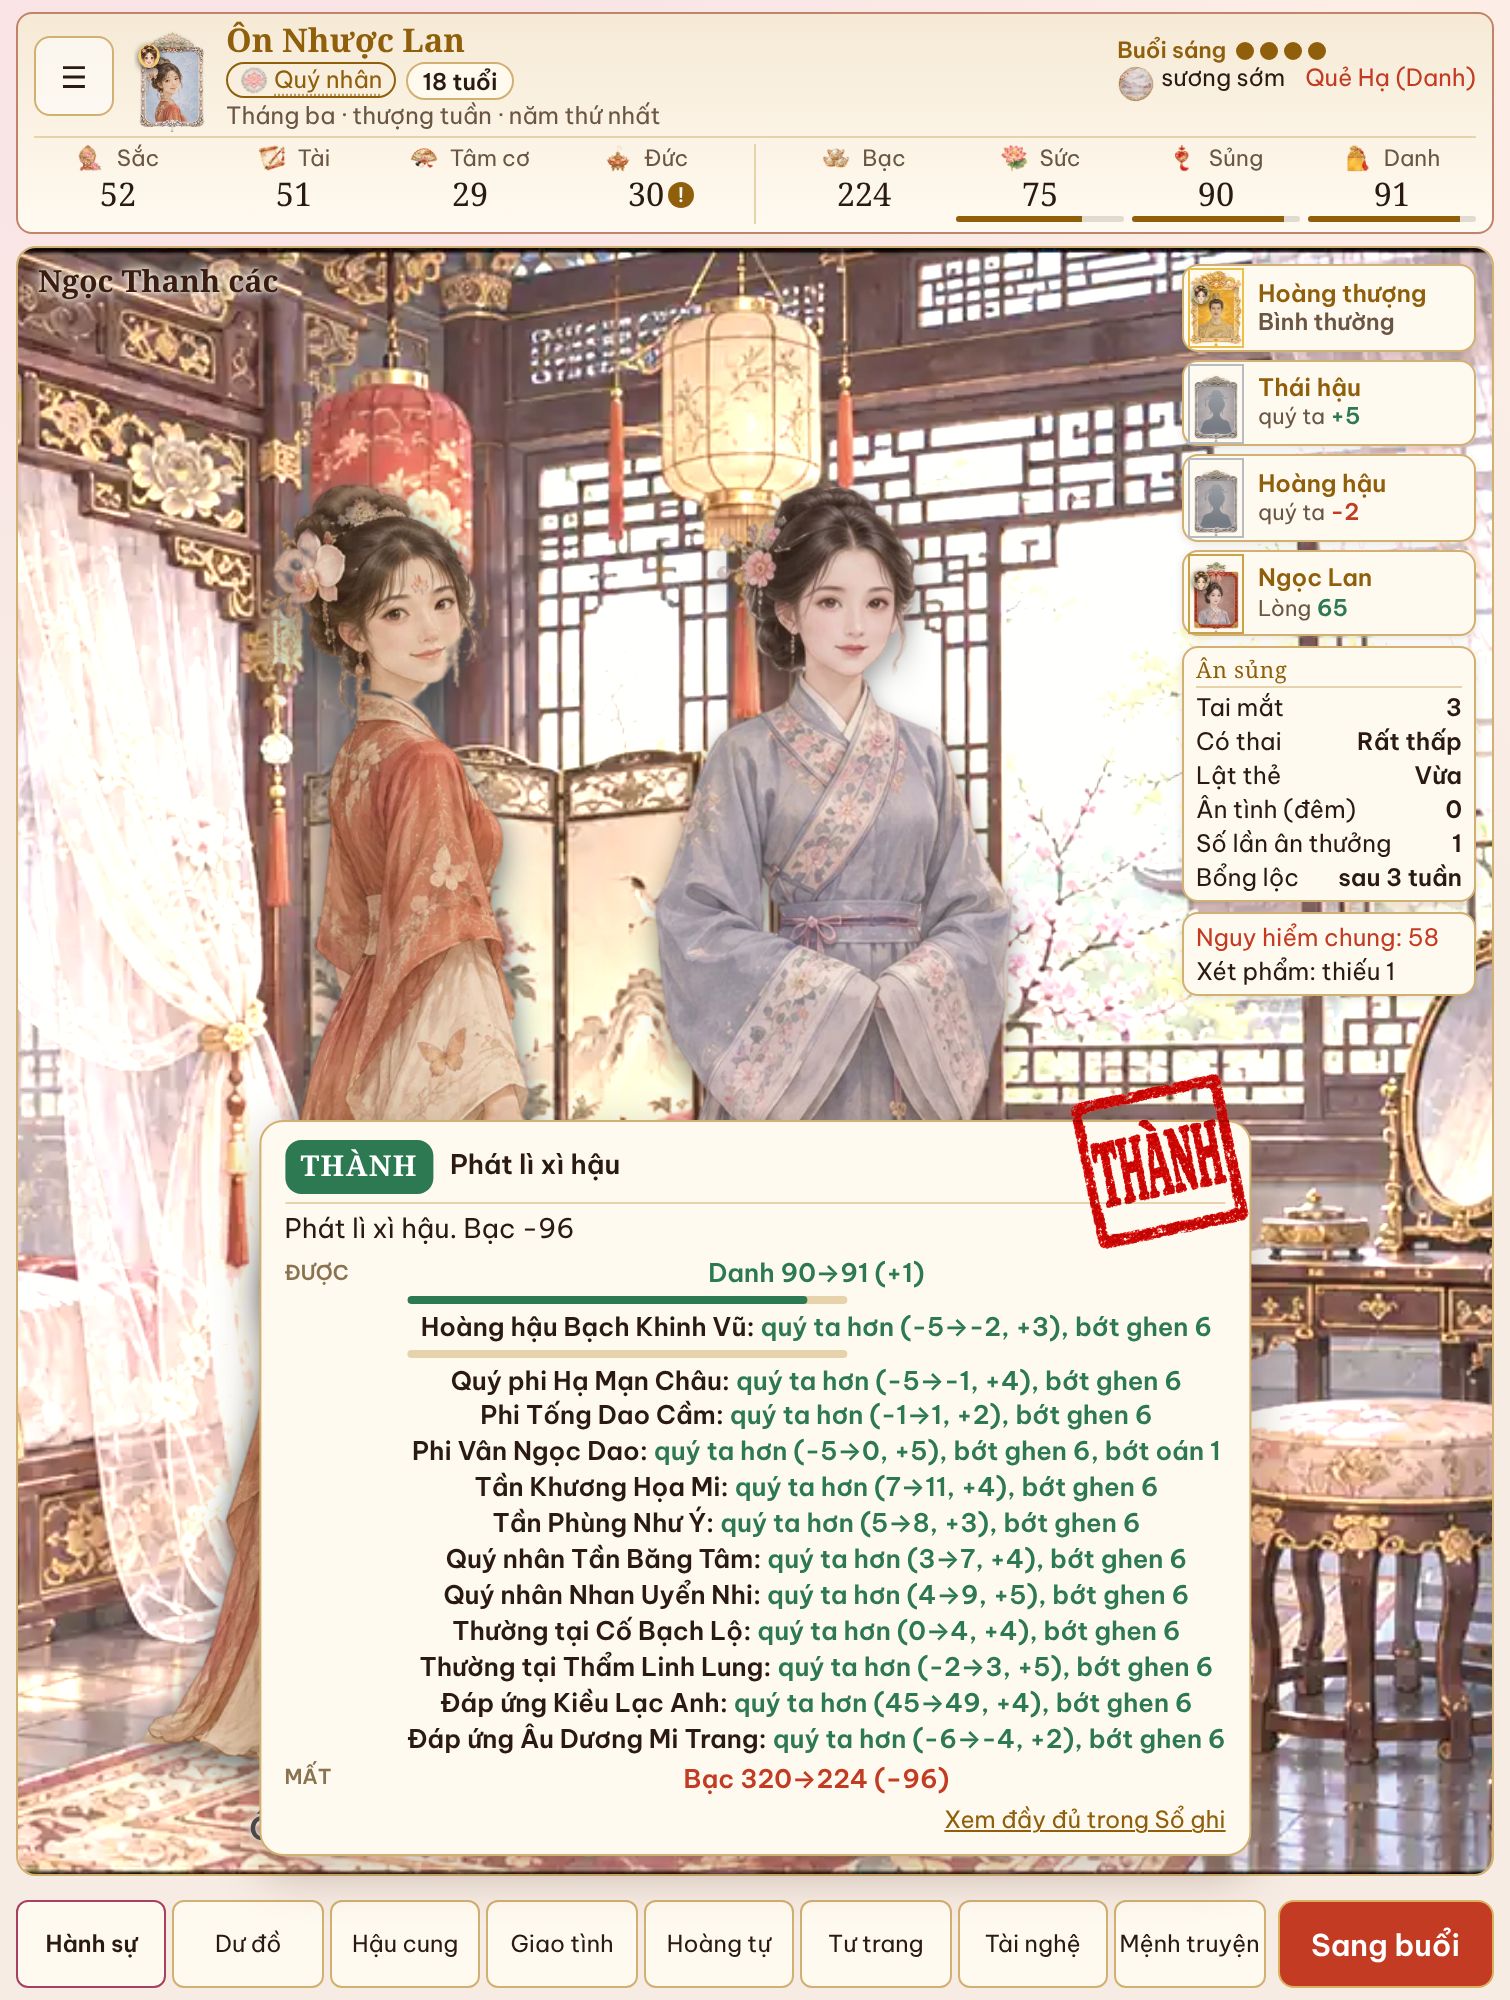 ☰
Ôn Nhược Lan
Quý nhân
18 tuổi
Tháng ba · thượng tuần · năm thứ nhất
Buổi sáng
sương sớm Quẻ Hạ (Danh)
Sắc
52
Tài
51
Tâm cơ
29
Đức
30 !
Bạc
224
Sức
75
Sủng
90
Danh
91
Ngọc Thanh các
Hoàng thượng
Bình thường
Thái hậu
quý ta +5
Hoàng hậu
quý ta -2
Ngọc Lan
Lòng 65
Ân sủng
Tai mắt 3
Có thai Rất thấp
Lật thẻ Vừa
Ân tình (đêm) 0
Số lần ân thưởng 1
Bổng lộc sau 3 tuần
Nguy hiểm chung: 58
Xét phẩm: thiếu 1
THÀNH Phát lì xì hậu
THÀNH
Phát lì xì hậu. Bạc -96
ĐƯỢC Danh 90→91 (+1)
Hoàng hậu Bạch Khinh Vũ: quý ta hơn (-5→-2, +3), bớt ghen 6
Quý phi Hạ Mạn Châu: quý ta hơn (-5→-1, +4), bớt ghen 6
Phi Tống Dao Cầm: quý ta hơn (-1→1, +2), bớt ghen 6
Phi Vân Ngọc Dao: quý ta hơn (-5→0, +5), bớt ghen 6, bớt oán 1
Tần Khương Họa Mi: quý ta hơn (7→11, +4), bớt ghen 6
Tần Phùng Như Ý: quý ta hơn (5→8, +3), bớt ghen 6
Quý nhân Tần Băng Tâm: quý ta hơn (3→7, +4), bớt ghen 6
Quý nhân Nhan Uyển Nhi: quý ta hơn (4→9, +5), bớt ghen 6
Thường tại Cố Bạch Lộ: quý ta hơn (0→4, +4), bớt ghen 6
Thường tại Thẩm Linh Lung: quý ta hơn (-2→3, +5), bớt ghen 6
Đáp ứng Kiều Lạc Anh: quý ta hơn (45→49, +4), bớt ghen 6
Đáp ứng Âu Dương Mi Trang: quý ta hơn (-6→-4, +2), bớt ghen 6
MẤT Bạc 320→224 (-96)
Xem đầy đủ trong Sổ ghi
Hành sự
Dư đồ
Hậu cung
Giao tình
Hoàng tự
Tư trang
Tài nghệ
Mệnh truyện
Sang buổi